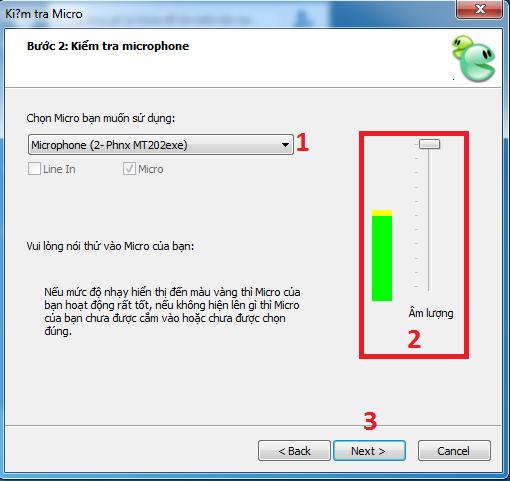 Ki?m tra Micro
Bước 2: Kiểm tra microphone
Chọn Micro bạn muốn sử dụng:
Microphone (2- Phnx MT202exe)
1
Line In
Micro
Vui lòng nói thử vào Micro của bạn:
Nếu mức độ nhạy hiển thị đến màu vàng thì Micro của
bạn hoạt động rất tốt, nếu không hiện lên gì thì Micro
của bạn chưa được cắm vào hoặc chưa được chọn
đúng.
Âm lượng
2
3
< Back
Next >
Cancel